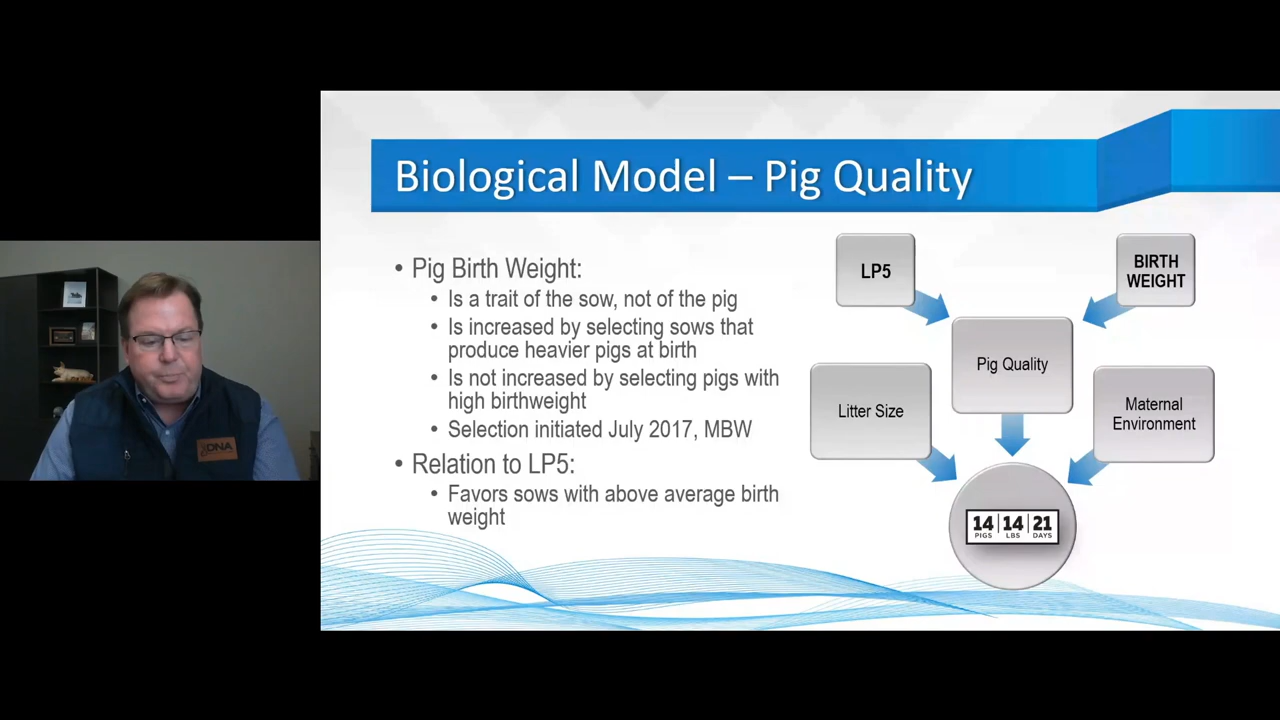 Biological Model – Pig Quality
• Pig Birth Weight:
• Is a trait of the sow, not of the pig
• Is increased by selecting sows that
produce heavier pigs at birth
• Is not increased by selecting pigs with
high birthweight
• Selection initiated July 2017, MBW
• Relation to LP5:
• Favors sows with above average birth
weight
LP5
BIRTH
WEIGHT
Pig Quality
Litter Size
Maternal
Environment
14 | 14 | 21
PIGS LBS DAYS
DNA